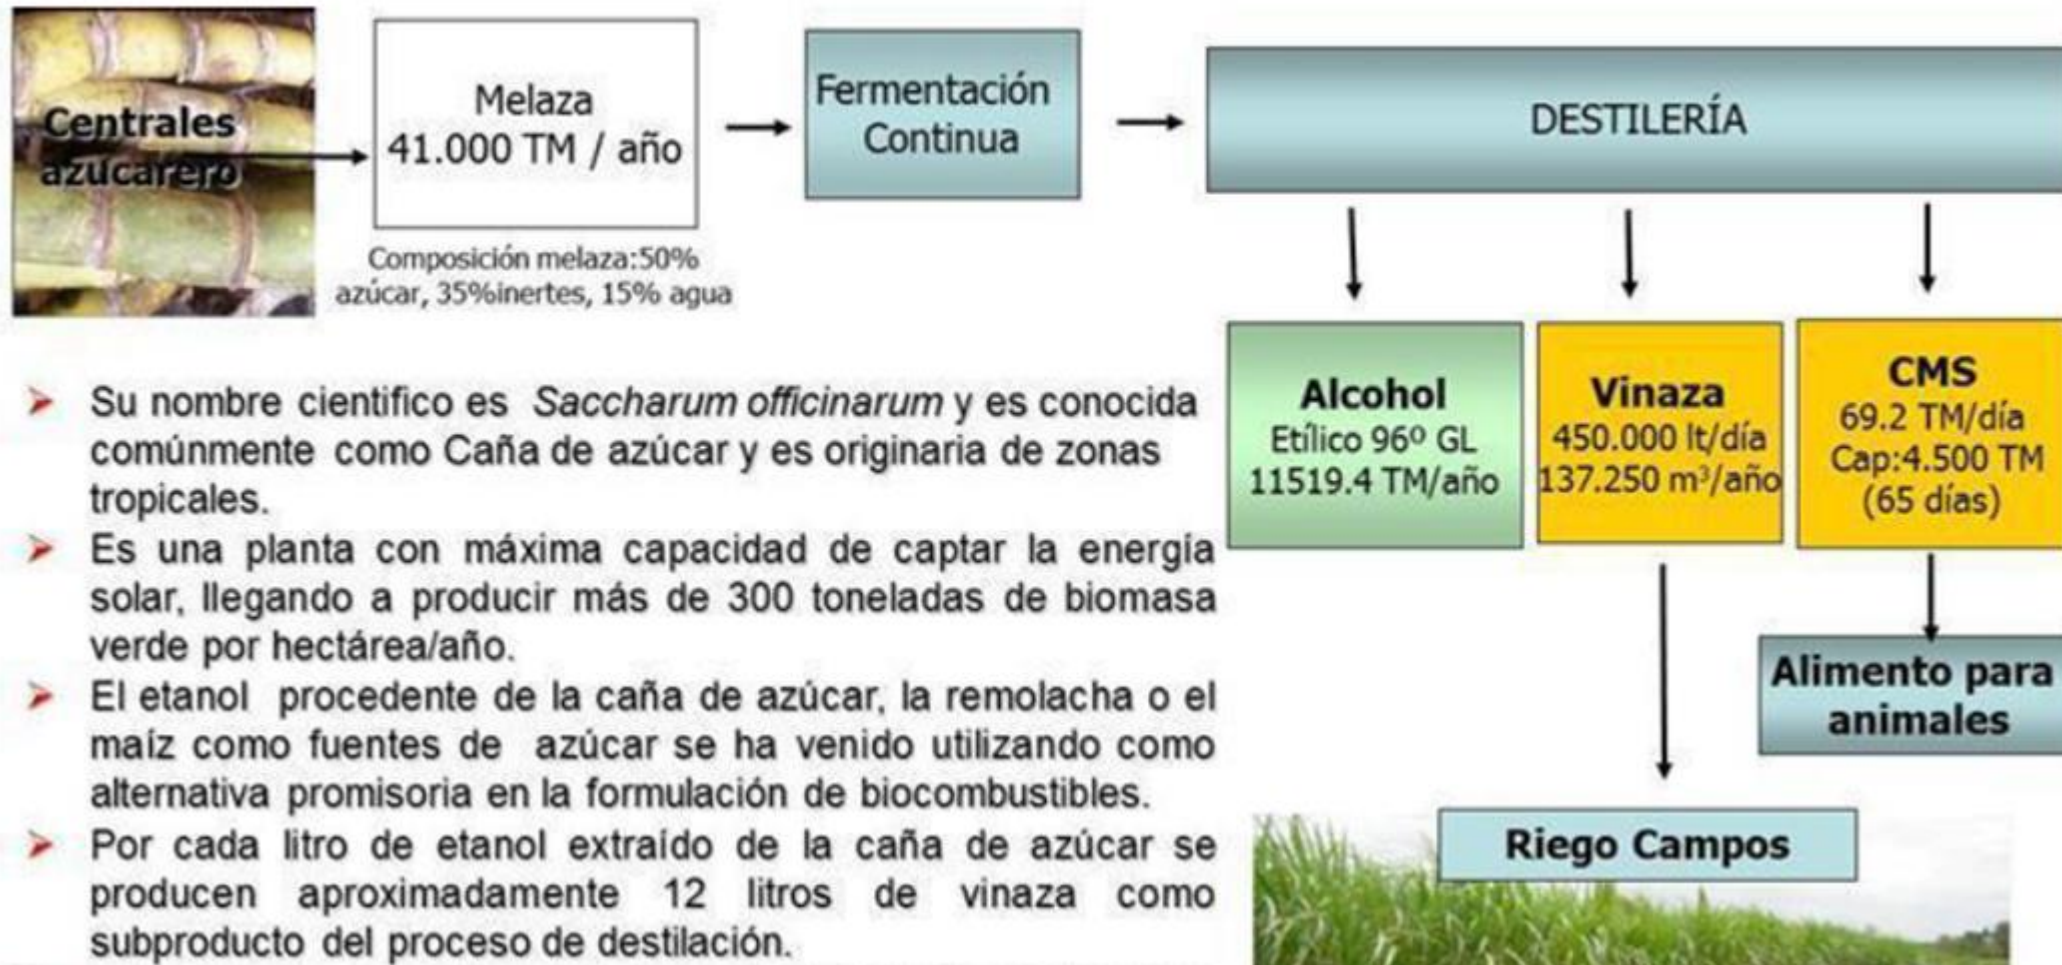 Centrales
azúcarero
Melaza
41.000 TM / año
Composición melaza:50%
azúcar, 35%inertes, 15% agua
Fermentación
Continua
DESTILERÍA
Alcohol
Etílico 96º GL
11519.4 TM/año
Vinaza
450.000 lt/día
137.250 m³/año
CMS
69.2 TM/día
Cap:4.500 TM
(65 días)
Alimento para
animales
Riego Campos
➤ Su nombre cientifico es Saccharum officinarum y es conocida
comúnmente como Caña de azúcar y es originaria de zonas
tropicales.
➤ Es una planta con máxima capacidad de captar la energía
solar, llegando a producir más de 300 toneladas de biomasa
verde por hectárea/año.
➤ El etanol procedente de la caña de azúcar, la remolacha o el
maíz como fuentes de azúcar se ha venido utilizando como
alternativa promisoria en la formulación de biocombustibles.
➤ Por cada litro de etanol extraído de la caña de azúcar se
producen aproximadamente 12 litros de vinaza como
subproducto del proceso de destilación.